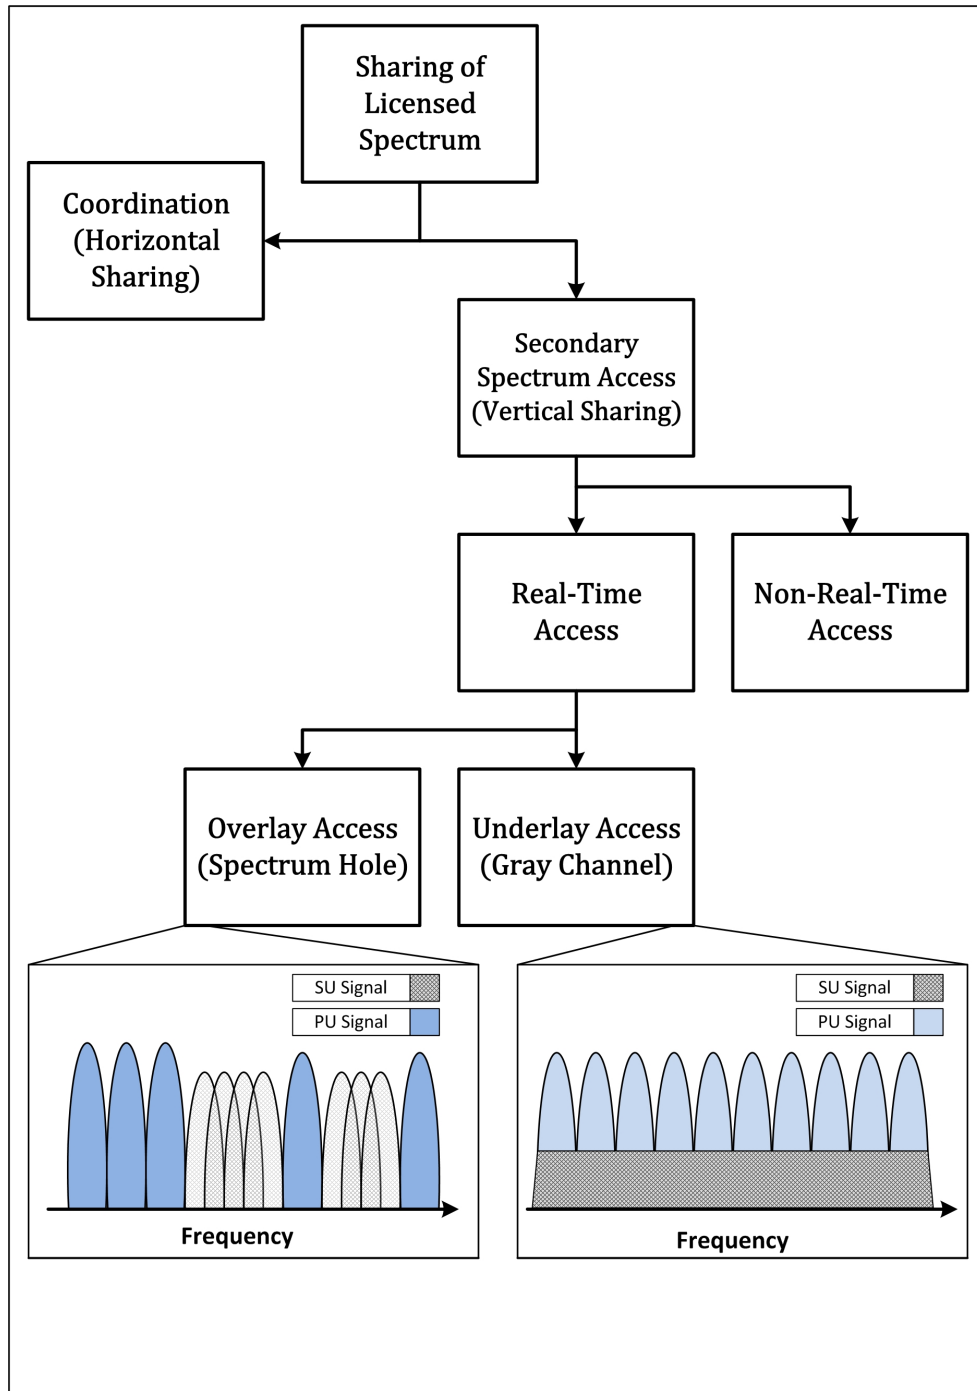 Sharing of
Licensed
Spectrum
Coordination
(Horizontal
Sharing)
Secondary
Spectrum Access
(Vertical Sharing)
Real-Time
Access
Non-Real-Time
Access
Overlay Access
(Spectrum Hole)
Underlay Access
(Gray Channel)
SU Signal
PU Signal
Frequency
SU Signal
PU Signal
Frequency